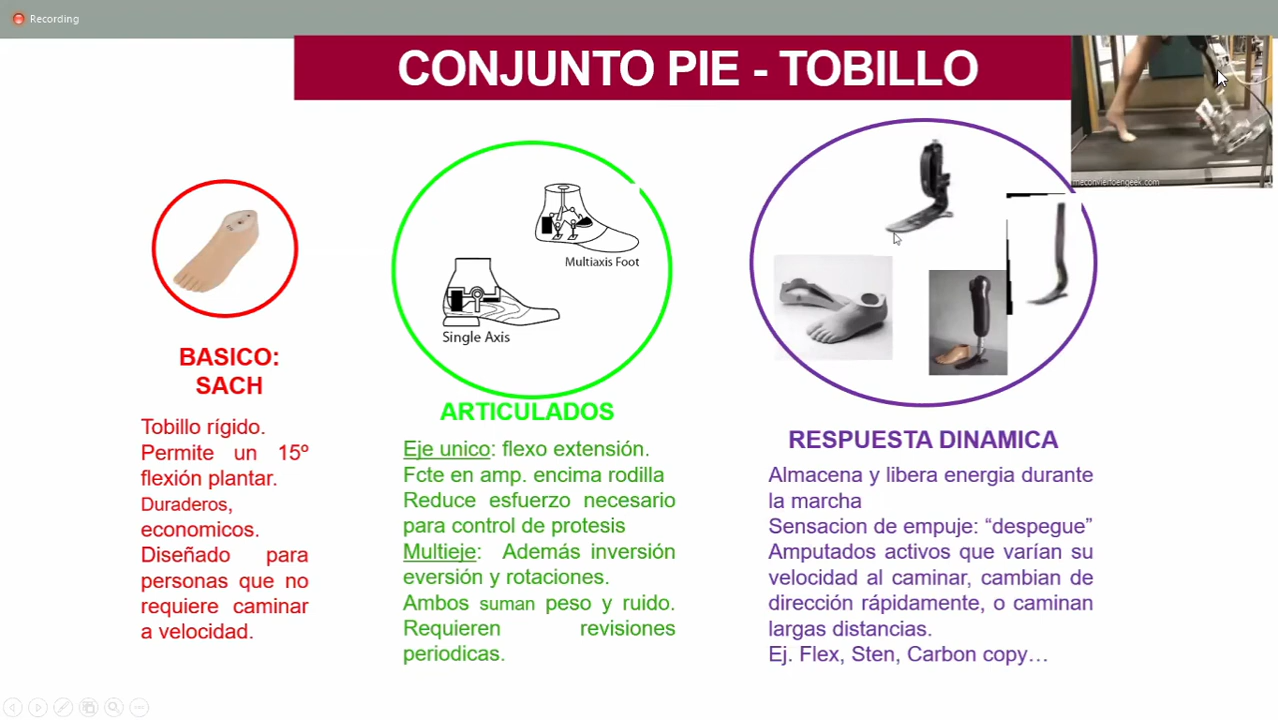 Recording
CONJUNTO PIE - TOBILLO
meconviertoengeek.com
Multiaxis Foot
Single Axis
BASICO:
SACH
Tobillo rígido.
Permite un 15º
flexión plantar.
Duraderos,
economicos.
Diseñado para
personas que no
requiere caminar
a velocidad.
ARTICULADOS
Eje unico: flexo extensión.
Fcte en amp. encima rodilla
Reduce esfuerzo necesario
para control de protesis
Multieje: Además inversión
eversión y rotaciones.
Ambos suman peso y ruido.
Requieren revisiones
periodicas.
RESPUESTA DINAMICA
Almacena y libera energia durante
la marcha
Sensacion de empuje: “despegue”
Amputados activos que varían su
velocidad al caminar, cambian de
dirección rápidamente, o caminan
largas distancias.
Ej. Flex, Sten, Carbon copy…